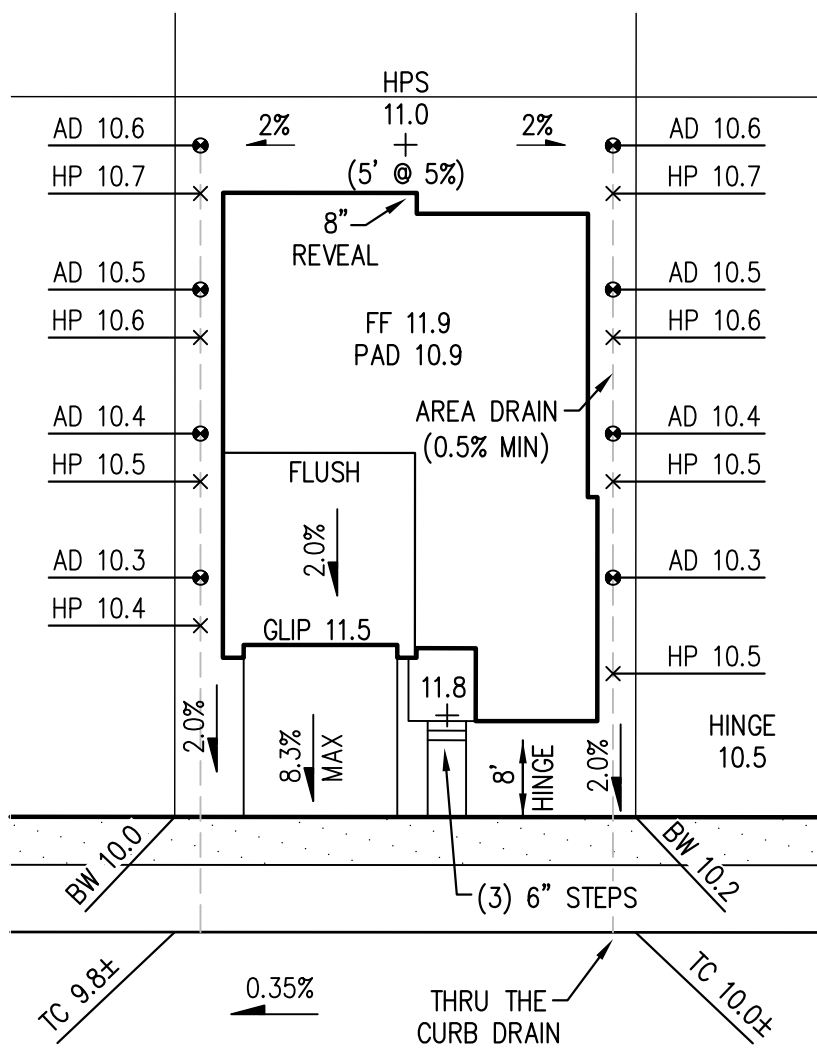 HPS
11.0
AD 10.6
2%
2%
AD 10.6
HP 10.7
(5' @ 5%)
HP 10.7
8"
REVEAL
AD 10.5
AD 10.5
HP 10.6
FF 11.9
HP 10.6
PAD 10.9
AD 10.4
AREA DRAIN
AD 10.4
(0.5% MIN)
HP 10.5
FLUSH
HP 10.5
2.0%
AD 10.3
AD 10.3
HP 10.4
GLIP 11.5
HP 10.5
11.8
2.0%
8.3%
MAX
8'
HINGE
2.0%
HINGE
10.5
BW 10.0
BW 10.2
(3) 6" STEPS
TC 9.8±
0.35%
THRU THE
CURB DRAIN
TC 10.0±